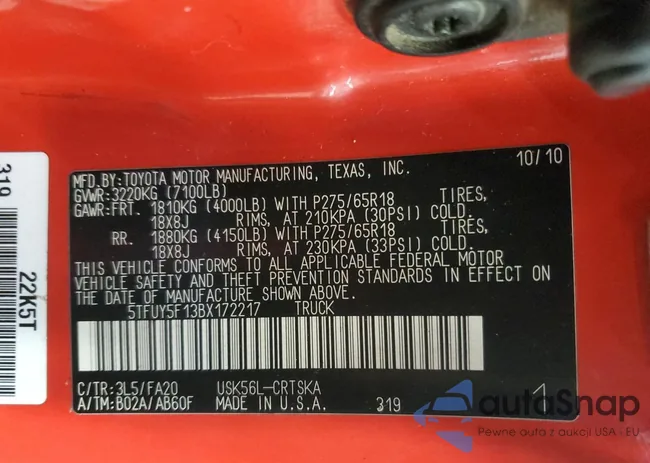 MFD.BY:TOYOTA MOTOR MANUFACTURING, TEXAS, INC. 10/10
GVWR:3220KG (7100LB)
GAWR:FRT. 1810KG (4000LB) WITH P275/65R18 TIRES,
18X8J RIMS, AT 210KPA (30PSI) COLD.
RR. 1880KG (4150LB) WITH P275/65R18 TIRES,
18X8J RIMS, AT 230KPA (33PSI) COLD.
THIS VEHICLE CONFORMS TO ALL APPLICABLE FEDERAL MOTOR
VEHICLE SAFETY AND THEFT PREVENTION STANDARDS IN EFFECT ON
THE DATE OF MANUFACTURE SHOWN ABOVE.
5TFUY5F13BX172217 TRUCK
C/TR:3L5/FA20 USK56L-CRTSKA
A/TM:B02A/AB60F MADE IN U.S.A. 319
1
319
22K5T
autoSnap
Pewne auta z aukcji USA - EU